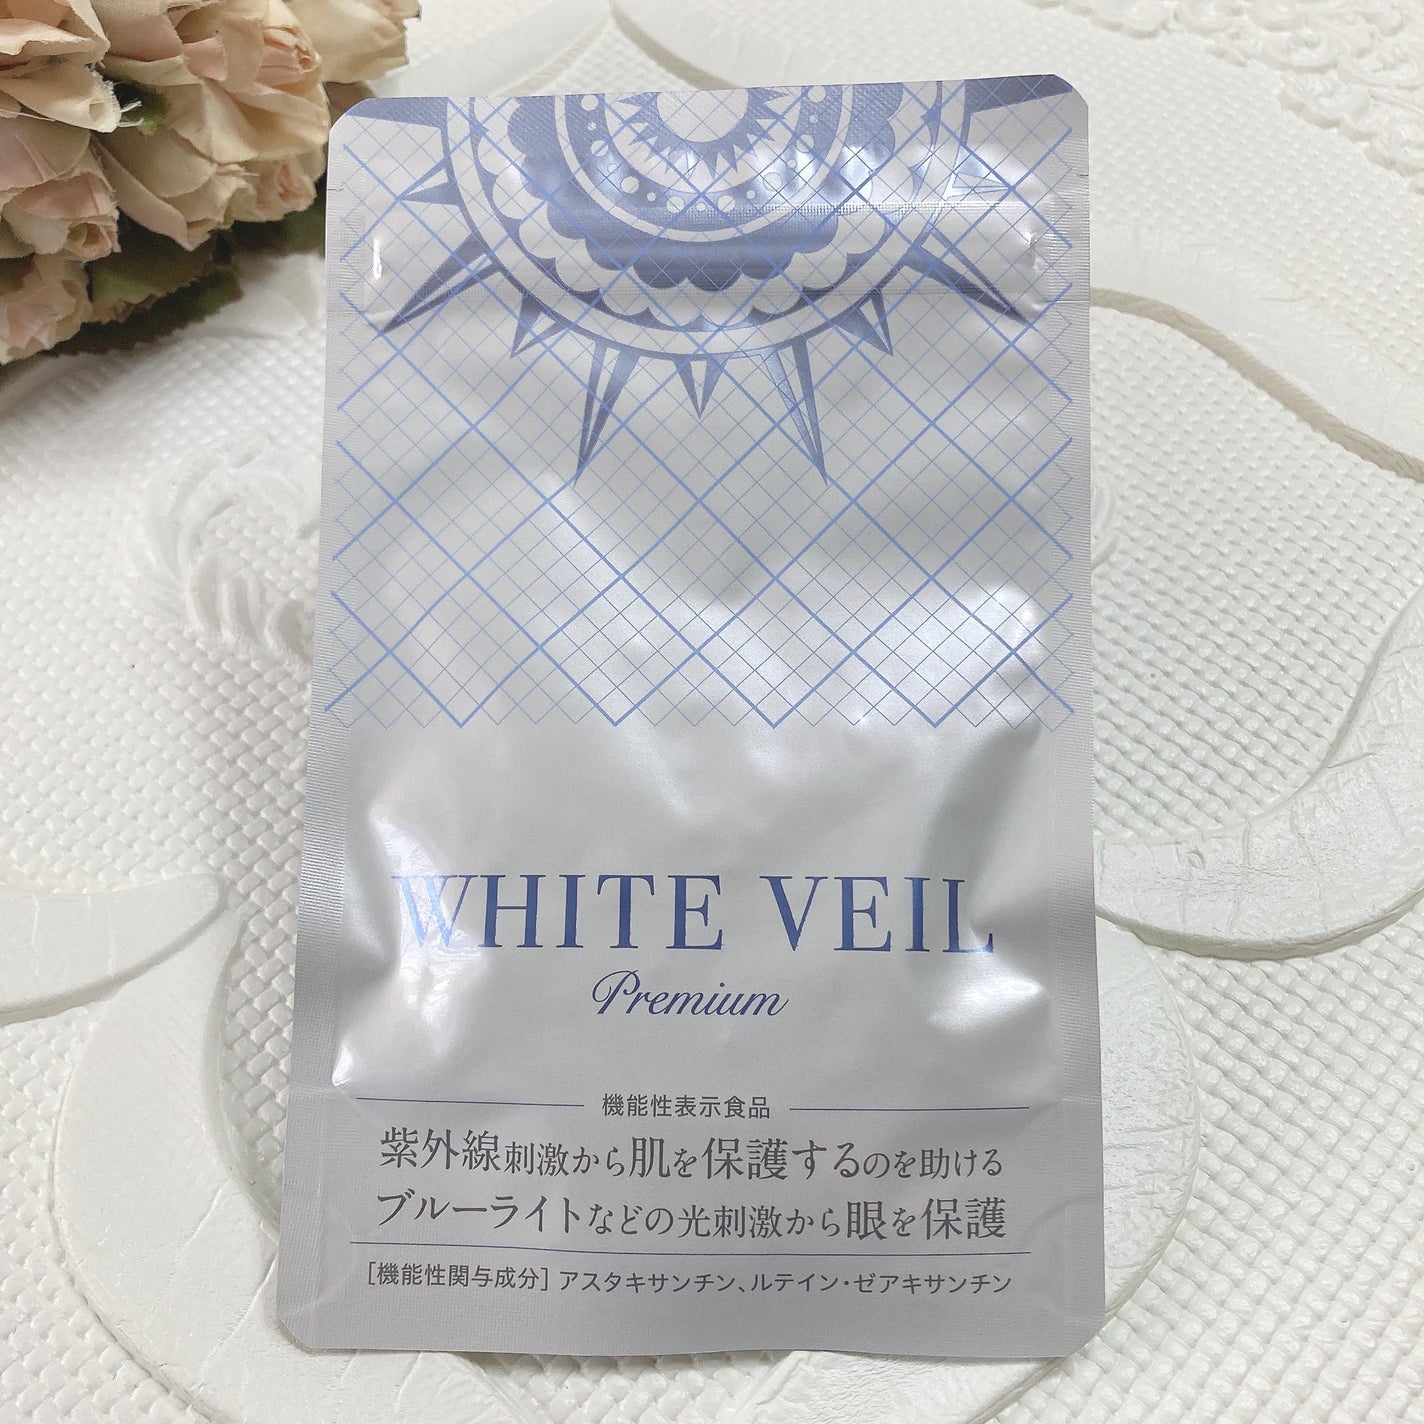 WHITE VEIL
Premium
機能性表示食品
紫外線刺激から肌を保護するのを助ける
ブルーライトなどの光刺激から眼を保護
[機能性関与成分] アスタキサンチン、ルテイン・ゼアキサンチン